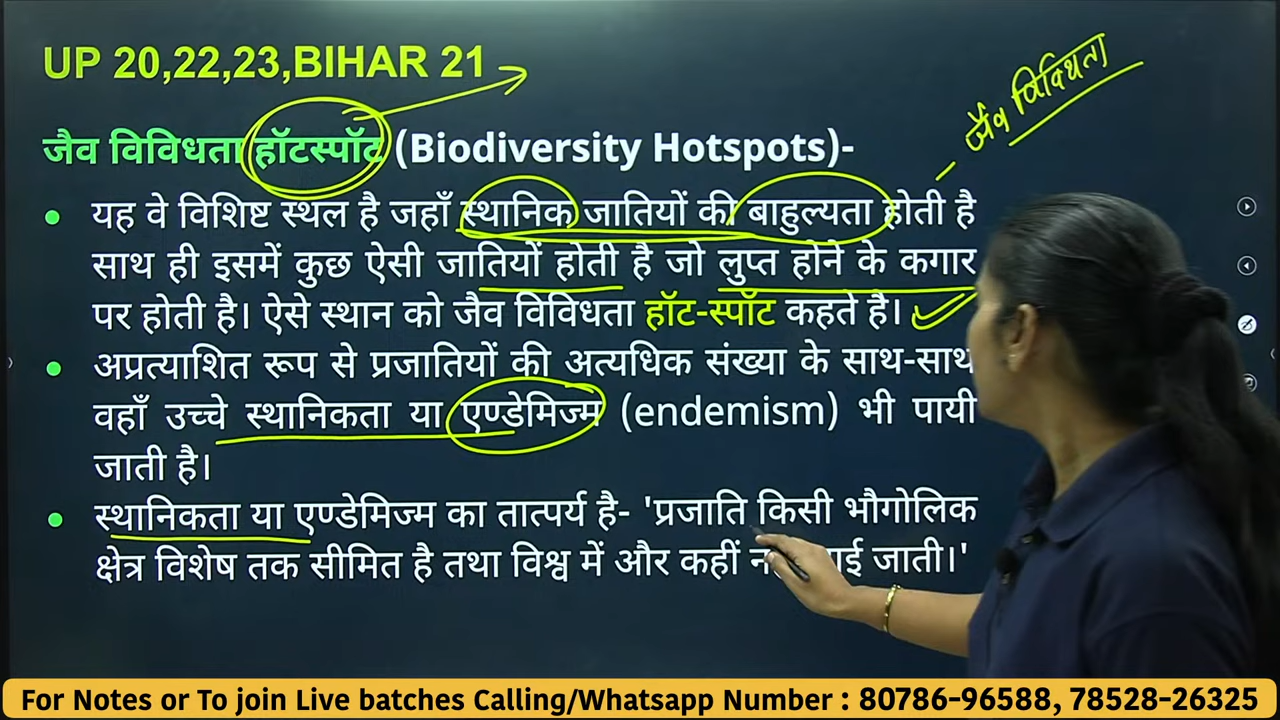 UP 20,22,23,BIHAR 21
जैव विविधता
जैव विविधता हॉटस्पॉट (Biodiversity Hotspots)-
यह वे विशिष्ट स्थल है जहाँ स्थानिक जातियों की बाहुल्यता होती है
साथ ही इसमें कुछ ऐसी जातियों होती है जो लुप्त होने के कगार
पर होती है। ऐसे स्थान को जैव विविधता हॉट-स्पॉट कहते है।
अप्रत्याशित रूप से प्रजातियों की अत्यधिक संख्या के साथ-साथ
वहाँ उच्चे स्थानिकता या एण्डेमिज्म (endemism) भी पायी
जाती है।
स्थानिकता या एण्डेमिज्म का तात्पर्य है- 'प्रजाति किसी भौगोलिक
क्षेत्र विशेष तक सीमित है तथा विश्व में और कहीं जाती।'
For Notes or To join Live batches Calling/Whatsapp Number : 80786-96588, 78528-26325